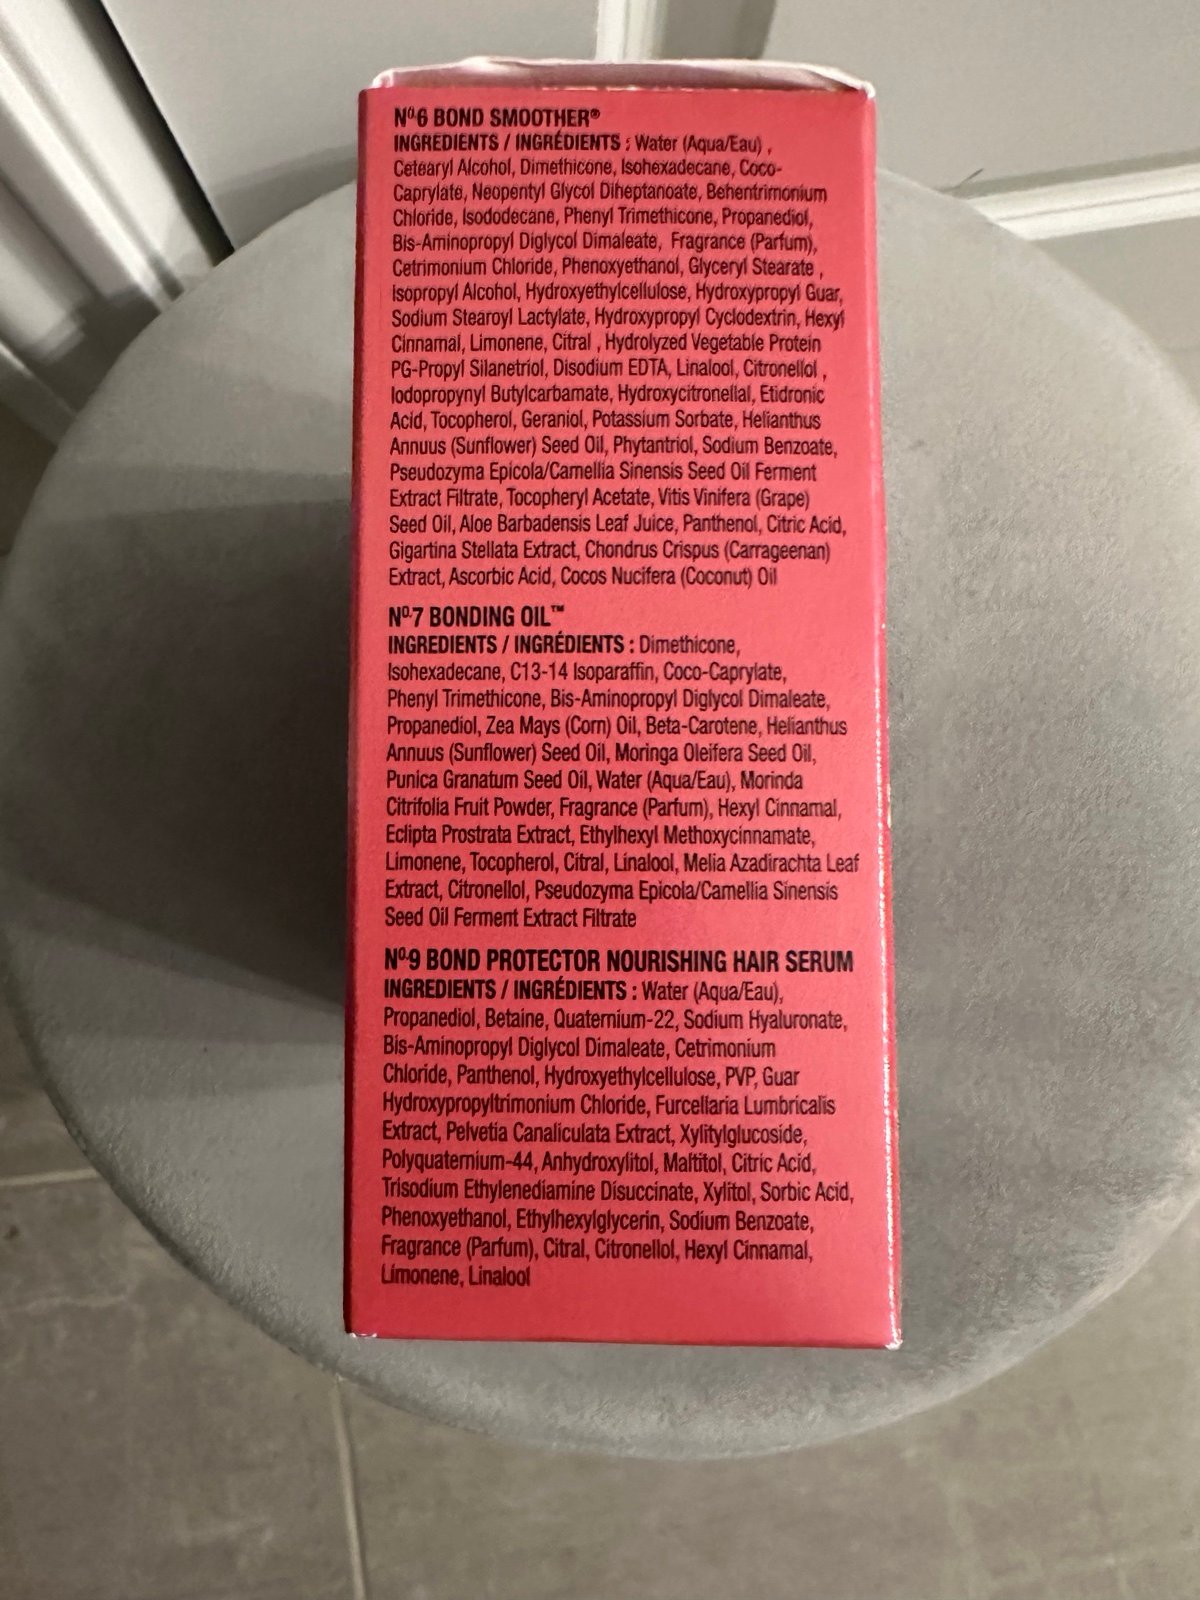 Nº.6 BOND SMOOTHER®
INGREDIENTS / INGRÉDIENTS : Water (Aqua/Eau) ,
Cetearyl Alcohol, Dimethicone, Isohexadecane, Coco-
Caprylate, Neopentyl Glycol Diheptanoate, Behentrimonium
Chloride, Isododecane, Phenyl Trimethicone, Propanediol,
Bis-Aminopropyl Diglycol Dimaleate, Fragrance (Parfum),
Cetrimonium Chloride, Phenoxyethanol, Glyceryl Stearate ,
Isopropyl Alcohol, Hydroxyethylcellulose, Hydroxypropyl Guar,
Sodium Stearoyl Lactylate, Hydroxypropyl Cyclodextrin, Hexyl
Cinnamal, Limonene, Citral , Hydrolyzed Vegetable Protein
PG-Propyl Silanetriol, Disodium EDTA, Linalool, Citronellol ,
Iodopropynyl Butylcarbamate, Hydroxycitronellal, Etidronic
Acid, Tocopherol, Geraniol, Potassium Sorbate, Helianthus
Annuus (Sunflower) Seed Oil, Phytantriol, Sodium Benzoate,
Pseudozyma Epicola/Camellia Sinensis Seed Oil Ferment
Extract Filtrate, Tocopheryl Acetate, Vitis Vinifera (Grape)
Seed Oil, Aloe Barbadensis Leaf Juice, Panthenol, Citric Acid,
Gigartina Stellata Extract, Chondrus Crispus (Carrageenan)
Extract, Ascorbic Acid, Cocos Nucifera (Coconut) Oil
Nº.7 BONDING OIL™
INGREDIENTS / INGRÉDIENTS : Dimethicone,
Isohexadecane, C13-14 Isoparaffin, Coco-Caprylate,
Phenyl Trimethicone, Bis-Aminopropyl Diglycol Dimaleate,
Propanediol, Zea Mays (Corn) Oil, Beta-Carotene, Helianthus
Annuus (Sunflower) Seed Oil, Moringa Oleifera Seed Oil,
Punica Granatum Seed Oil, Water (Aqua/Eau), Morinda
Citrifolia Fruit Powder, Fragrance (Parfum), Hexyl Cinnamal,
Eclipta Prostrata Extract, Ethylhexyl Methoxycinnamate,
Limonene, Tocopherol, Citral, Linalool, Melia Azadirachta Leaf
Extract, Citronellol, Pseudozyma Epicola/Camellia Sinensis
Seed Oil Ferment Extract Filtrate
Nº.9 BOND PROTECTOR NOURISHING HAIR SERUM
INGREDIENTS / INGRÉDIENTS : Water (Aqua/Eau),
Propanediol, Betaine, Quaternium-22, Sodium Hyaluronate,
Bis-Aminopropyl Diglycol Dimaleate, Cetrimonium
Chloride, Panthenol, Hydroxyethylcellulose, PVP, Guar
Hydroxypropyltrimonium Chloride, Furcellaria Lumbricalis
Extract, Pelvetia Canaliculata Extract, Xylitylglucoside,
Polyquaternium-44, Anhydroxylitol, Maltitol, Citric Acid,
Trisodium Ethylenediamine Disuccinate, Xylitol, Sorbic Acid,
Phenoxyethanol, Ethylhexylglycerin, Sodium Benzoate,
Fragrance (Parfum), Citral, Citronellol, Hexyl Cinnamal,
Limonene, Linalool